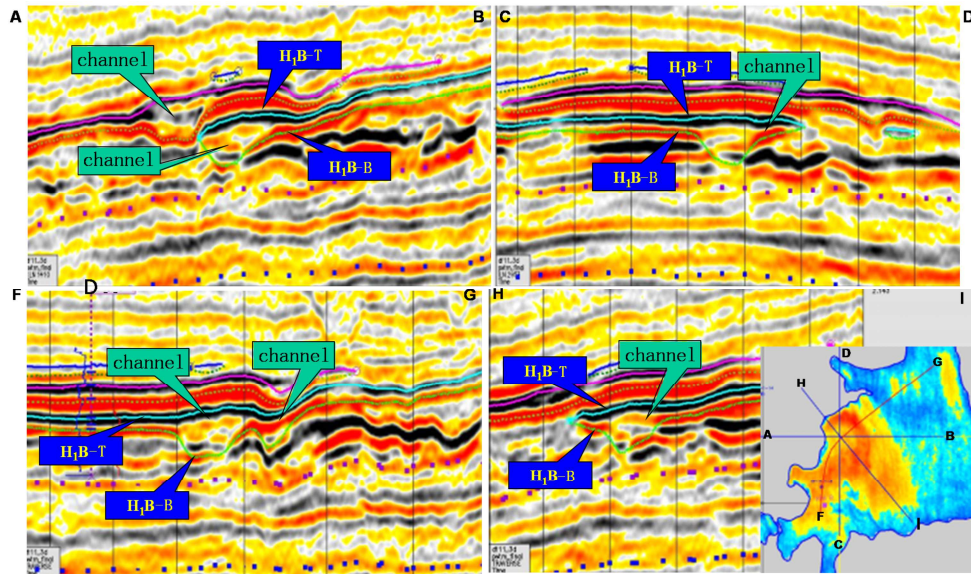 A
B
channel
H₁B-T
channel
H₁B-B
C
D
H₁B-T
channel
H₁B-B
F
D
G
channel
channel
H₁B-T
H₁B-B
H
I
H₁B-T
channel
H₁B-B
D
G
H
A
B
F
C
I